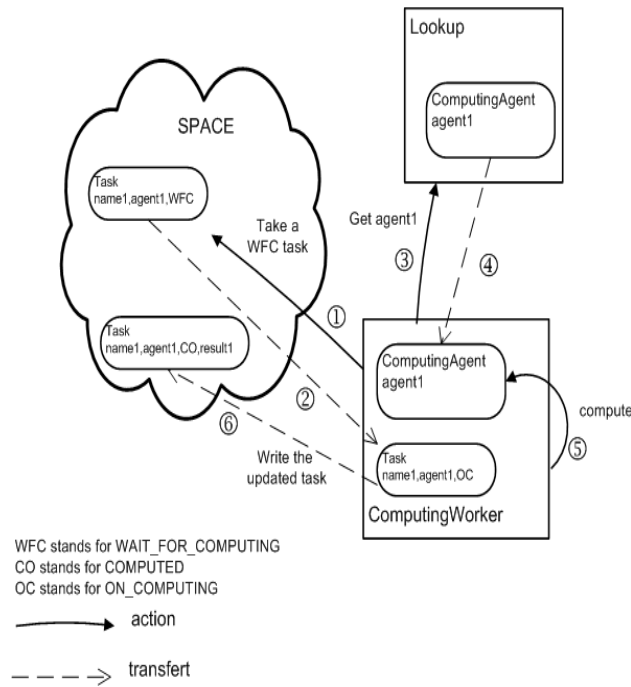 Lookup
ComputingAgent
agent1
SPACE
Task
name1,agent1,WFC
Take a
WFC task
Get agent1
③
④
①
Task
name1,agent1,CO,result1
ComputingAgent
agent1
②
compute
⑥
⑤
Write the
updated task
Task
name1,agent1,OC
ComputingWorker
WFC stands for WAIT_FOR_COMPUTING
CO stands for COMPUTED
OC stands for ON_COMPUTING
action
transfert